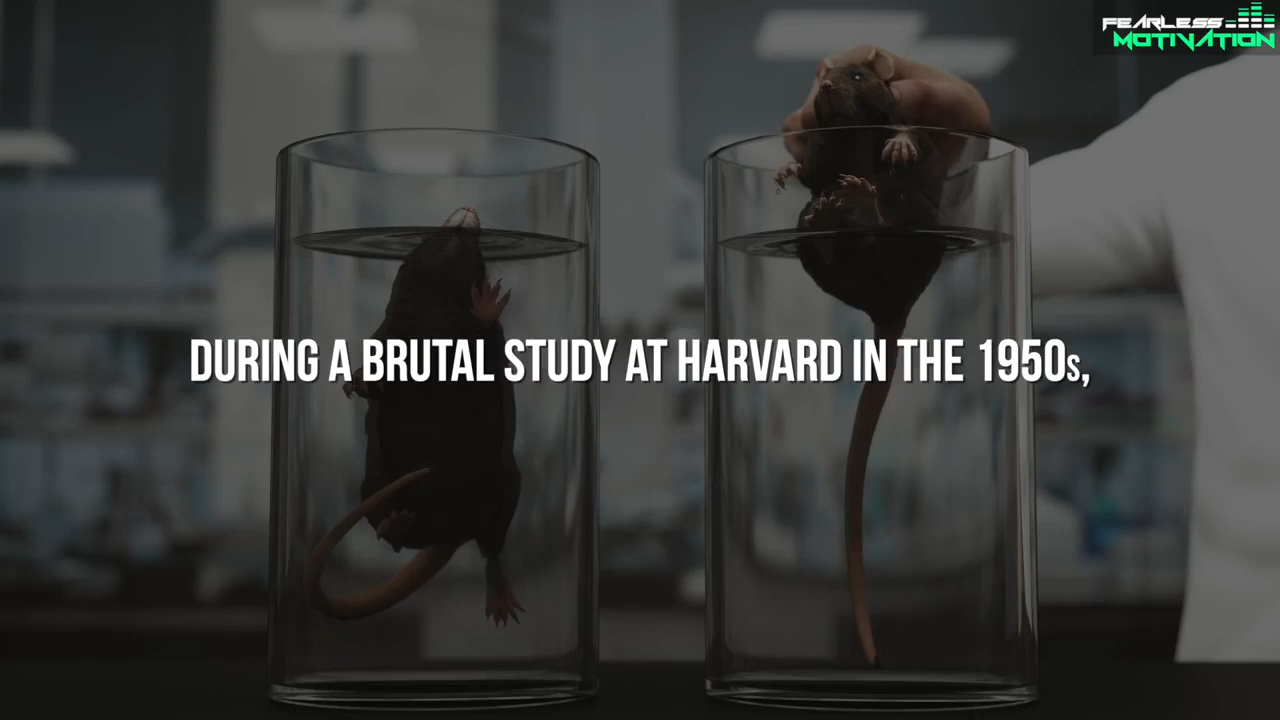 FEARLESS
MOTIVATION
DURING A BRUTAL STUDY AT HARVARD IN THE 1950s,